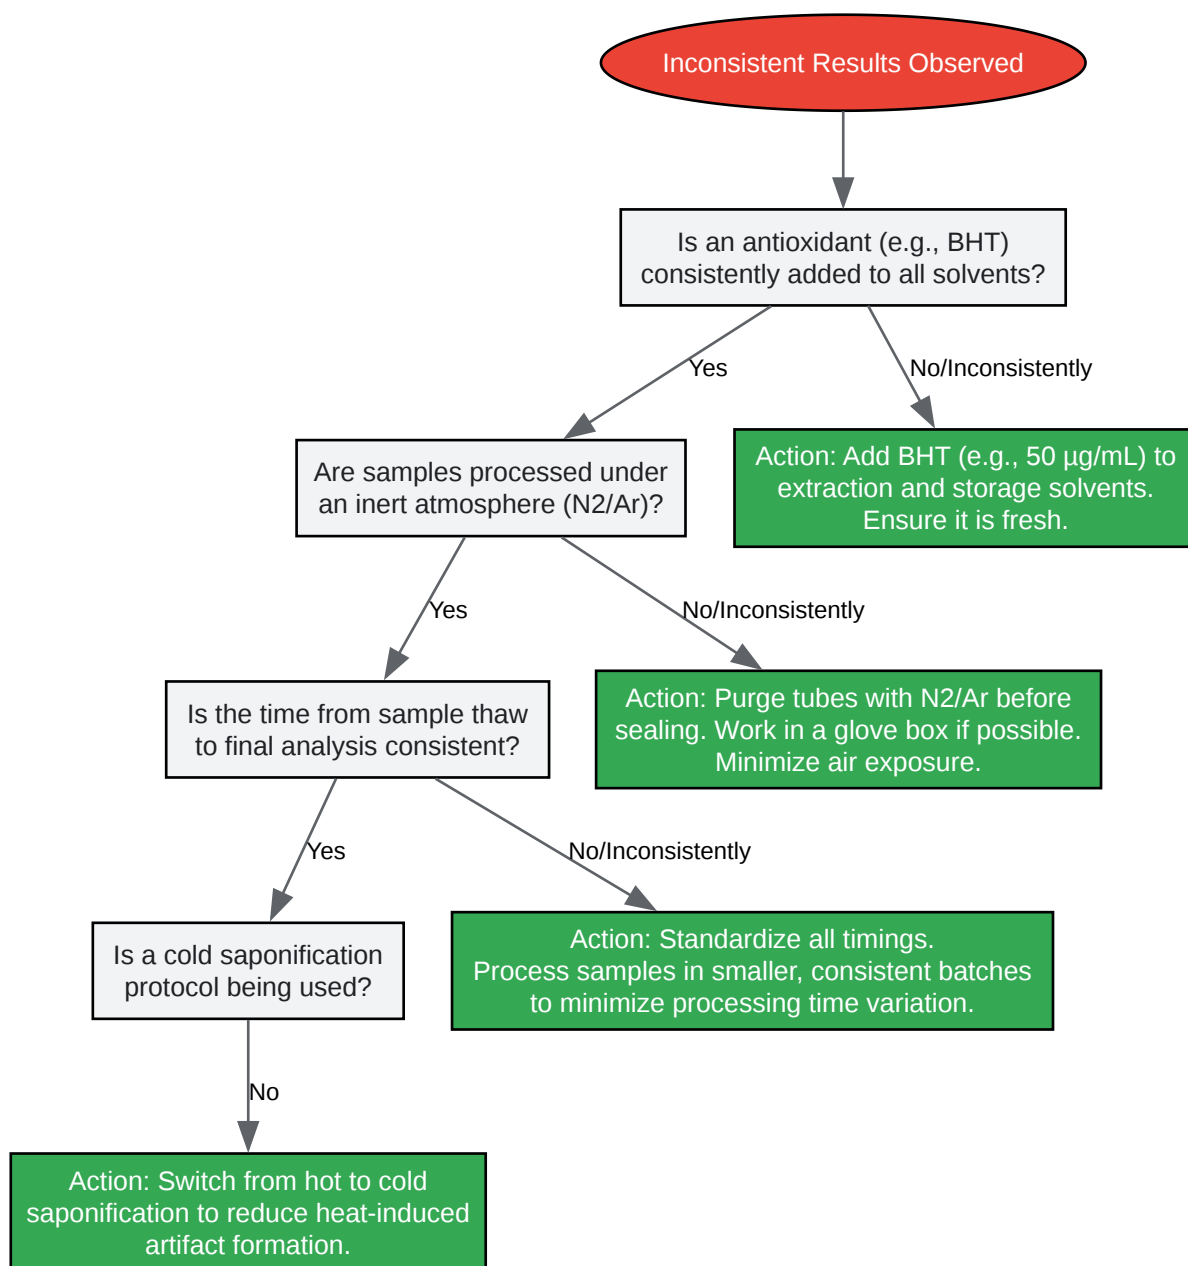 Inconsistent Results Observed
Is an antioxidant (e.g., BHT)
consistently added to all solvents?
Yes
No/Inconsistently
Are samples processed under
an inert atmosphere (N2/Ar)?
Action: Add BHT (e.g., 50 µg/mL) to
extraction and storage solvents.
Ensure it is fresh.
Yes
No/Inconsistently
Is the time from sample thaw
to final analysis consistent?
Action: Purge tubes with N2/Ar before
sealing. Work in a glove box if possible.
Minimize air exposure.
Yes
No/Inconsistently
Is a cold saponification
protocol being used?
Action: Standardize all timings.
Process samples in smaller, consistent batches
to minimize processing time variation.
No
Action: Switch from hot to cold
saponification to reduce heat-induced
artifact formation.